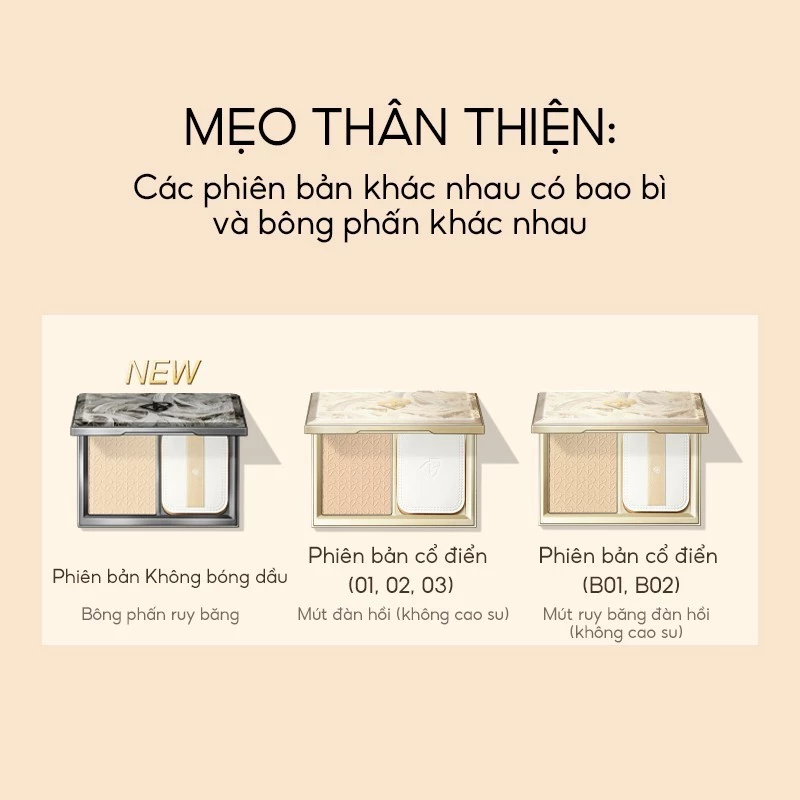 MẸO THÂN THIỆN:
Các phiên bản khác nhau có bao bì
và bông phấn khác nhau
NEW
Phiên bản Không bóng dầu
Bông phấn ruy băng
Phiên bản cổ điển
(01, 02, 03)
Mút đàn hồi (không cao su)
Phiên bản cổ điển
(B01, B02)
Mút ruy băng đàn hồi
(không cao su)